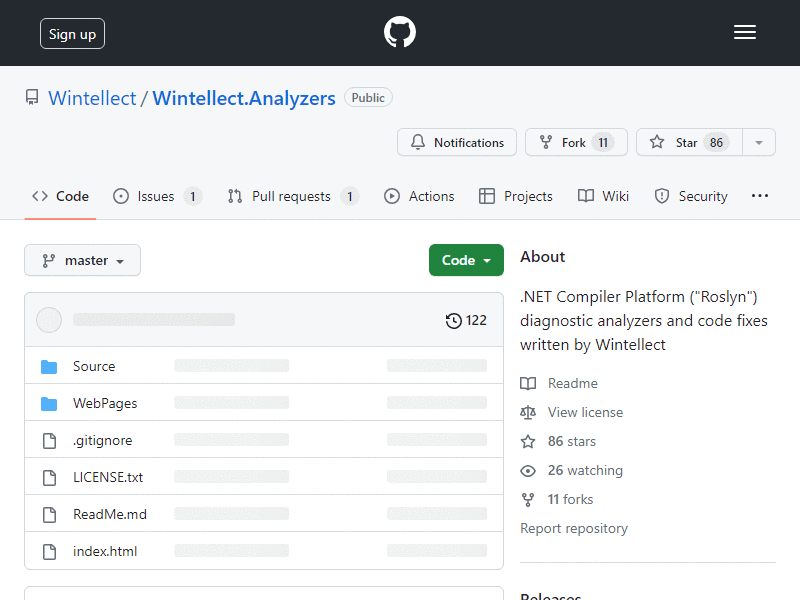 Sign up
Wintellect / Wintellect.Analyzers Public
Notifications Fork 11 Star 86
Code Issues 1 Pull requests 1 Actions Projects Wiki Security
master Code
122
Source
WebPages
.gitignore
LICENSE.txt
ReadMe.md
index.html
About
.NET Compiler Platform ("Roslyn")
diagnostic analyzers and code fixes
written by Wintellect
Readme
View license
86 stars
26 watching
11 forks
Report repository
Releases